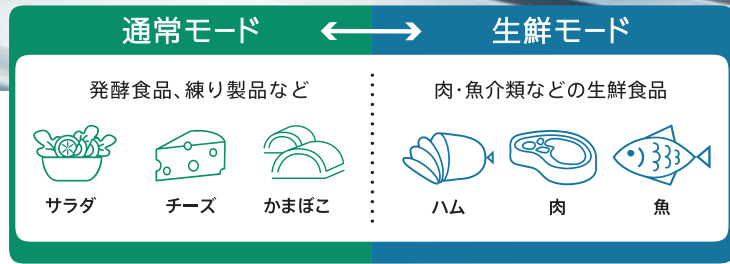 通常モード
生鮮モード
発酵食品、練り製品など
肉・魚介類などの生鮮食品
サラダ
チーズ
かまぼこ
ハム
肉
魚